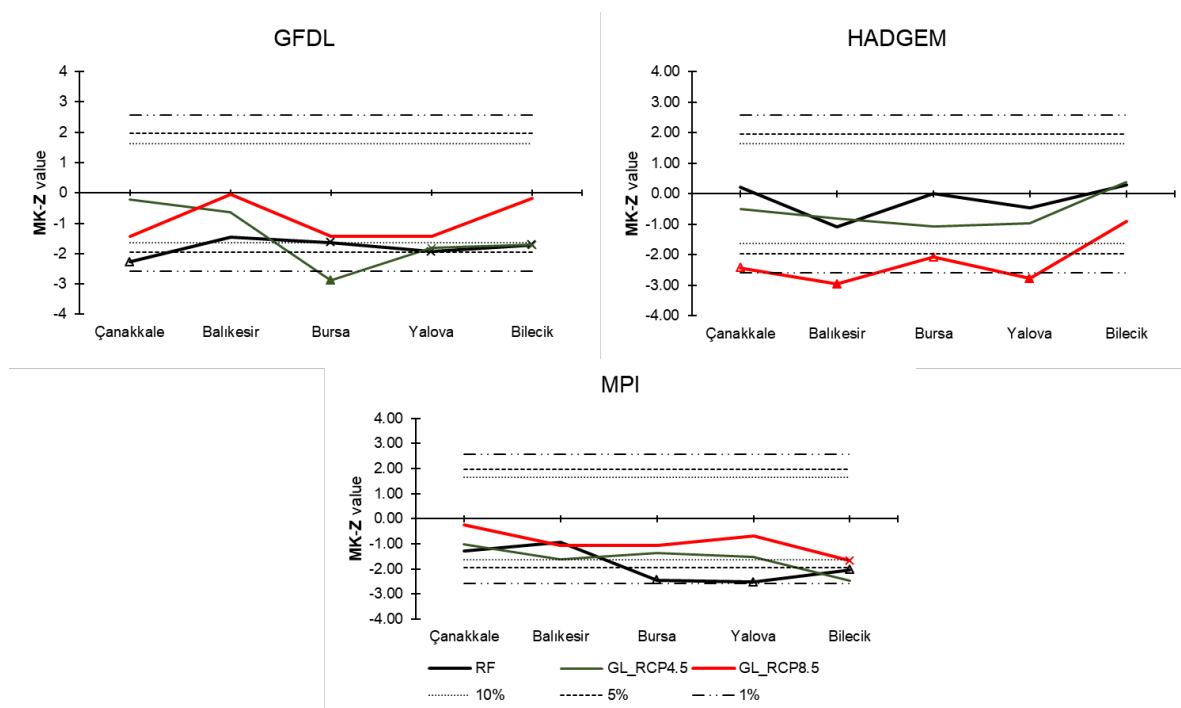 GFDL
4
3
2
1
0
-1
-2
-3
-4
MK-Z value
Çanakkale Balıkesir Bursa Yalova Bilecik
HADGEM
4.00
3.00
2.00
1.00
0.00
-1.00
-2.00
-3.00
-4.00
MK-Z value
Çanakkale Balıkesir Bursa Yalova Bilecik
MPI
4.00
3.00
2.00
1.00
0.00
-1.00
-2.00
-3.00
-4.00
MK-Z value
Çanakkale Balıkesir Bursa Yalova Bilecik
RF GL_RCP4.5 GL_RCP8.5
10% 5% 1%